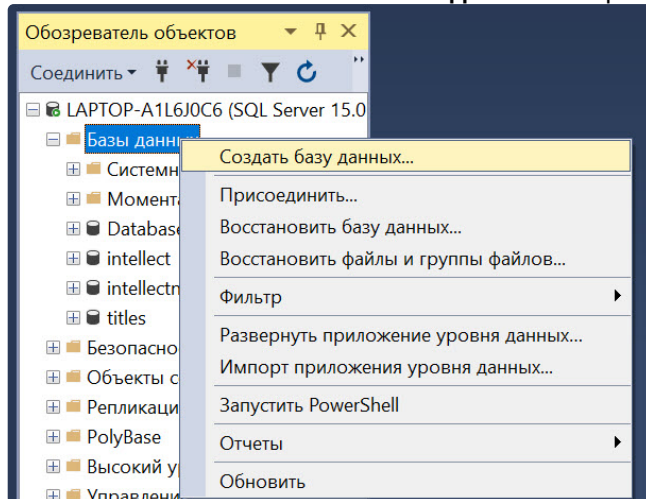 Обозреватель объектов
Соединить
LAPTOP-A1L6J0C6 (SQL Server 15.0
Базы данных
Создать базу данных...
Системн
Присоединить...
Момента
Восстановить базу данных...
Database
Восстановить файлы и группы файлов...
intellect
intellectn
Фильтр
titles
Развернуть приложение уровня данных...
Безопасно
Импорт приложения уровня данных...
Объекты с
Запустить PowerShell
Репликаци
PolyBase
Отчеты
Высокий у
Обновить
Управлени